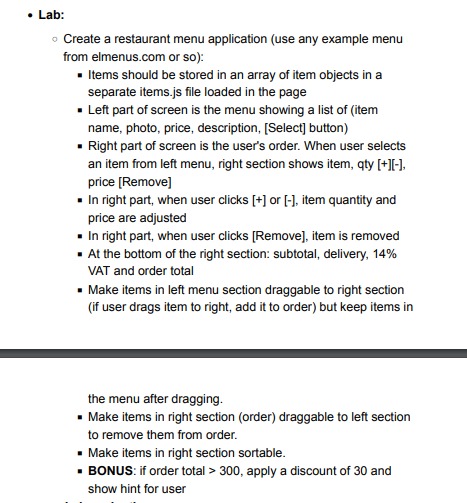 • Lab:
○ Create a restaurant menu application (use any example menu
from elmenus.com or so):
▪ Items should be stored in an array of item objects in a
separate items.js file loaded in the page
▪ Left part of screen is the menu showing a list of (item
name, photo, price, description, [Select] button)
▪ Right part of screen is the user's order. When user selects
an item from left menu, right section shows item, qty [+][-],
price [Remove]
▪ In right part, when user clicks [+] or [-], item quantity and
price are adjusted
▪ In right part, when user clicks [Remove], item is removed
▪ At the bottom of the right section: subtotal, delivery, 14%
VAT and order total
▪ Make items in left menu section draggable to right section
(if user drags item to right, add it to order) but keep items in
the menu after dragging.
▪ Make items in right section (order) draggable to left section
to remove them from order.
▪ Make items in right section sortable.
▪ BONUS: if order total > 300, apply a discount of 30 and
show hint for user